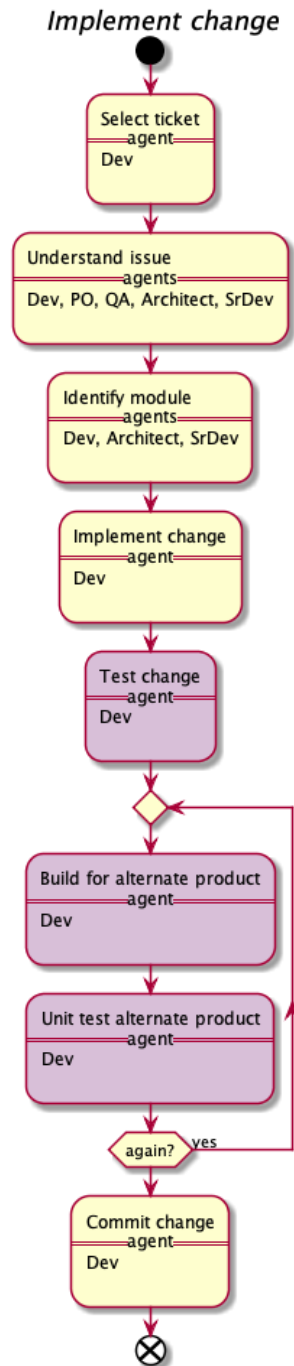 Implement change
Select ticket
agent
Dev
Understand issue
agents
Dev, PO, QA, Architect, SrDev
Identify module
agents
Dev, Architect, SrDev
Implement change
agent
Dev
Test change
agent
Dev
Build for alternate product
agent
Dev
Unit test alternate product
agent
Dev
again?
yes
Commit change
agent
Dev